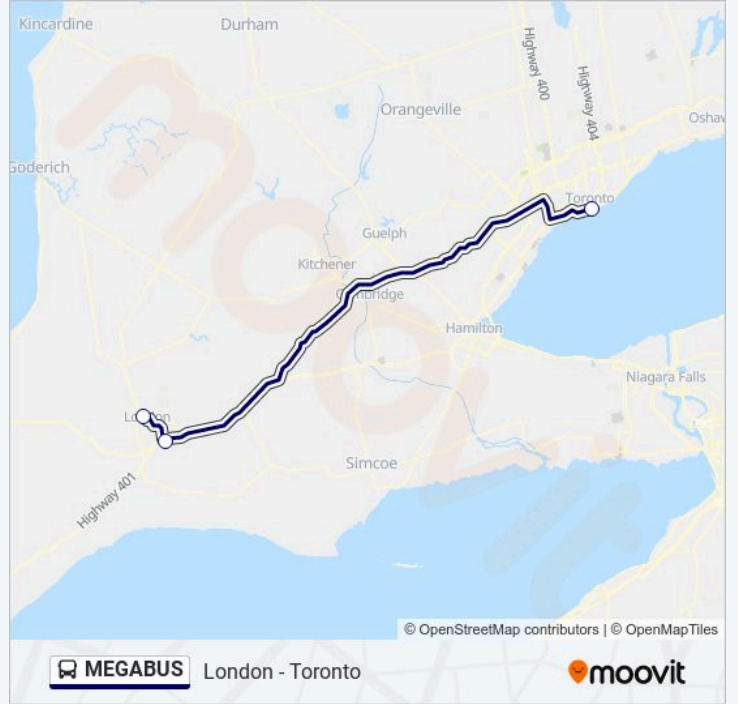 Kincardine
Durham
Highway 400
Highway 404
Orangeville
Goderich
Toronto
Guelph
Kitchener
Cambridge
Hamilton
Niagara Falls
London
Simcoe
Highway 401
© OpenStreetMap contributors | © OpenMapTiles
MEGABUS London - Toronto
moovit